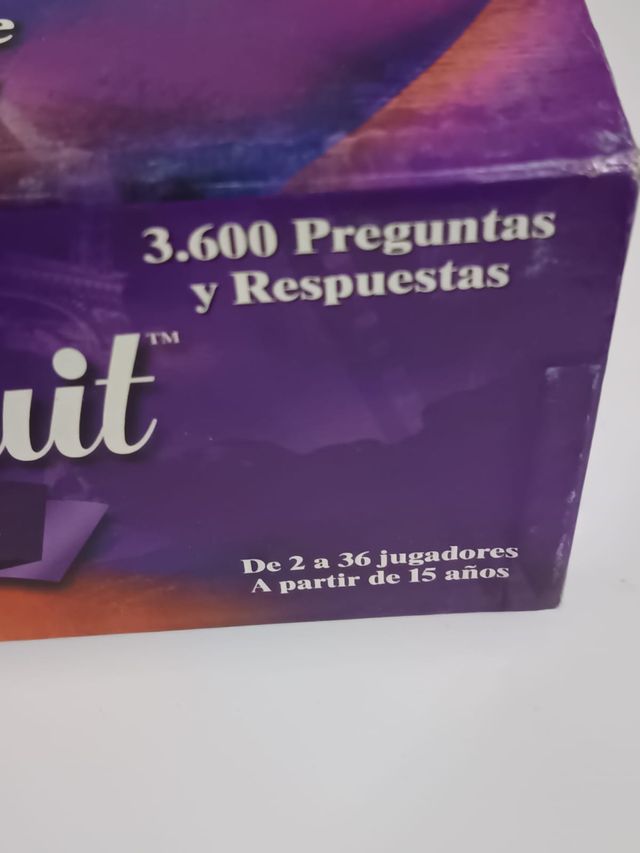 e
3.600 Preguntas
y Respuestas
uit™
De 2 a 36 jugadores
A partir de 15 años